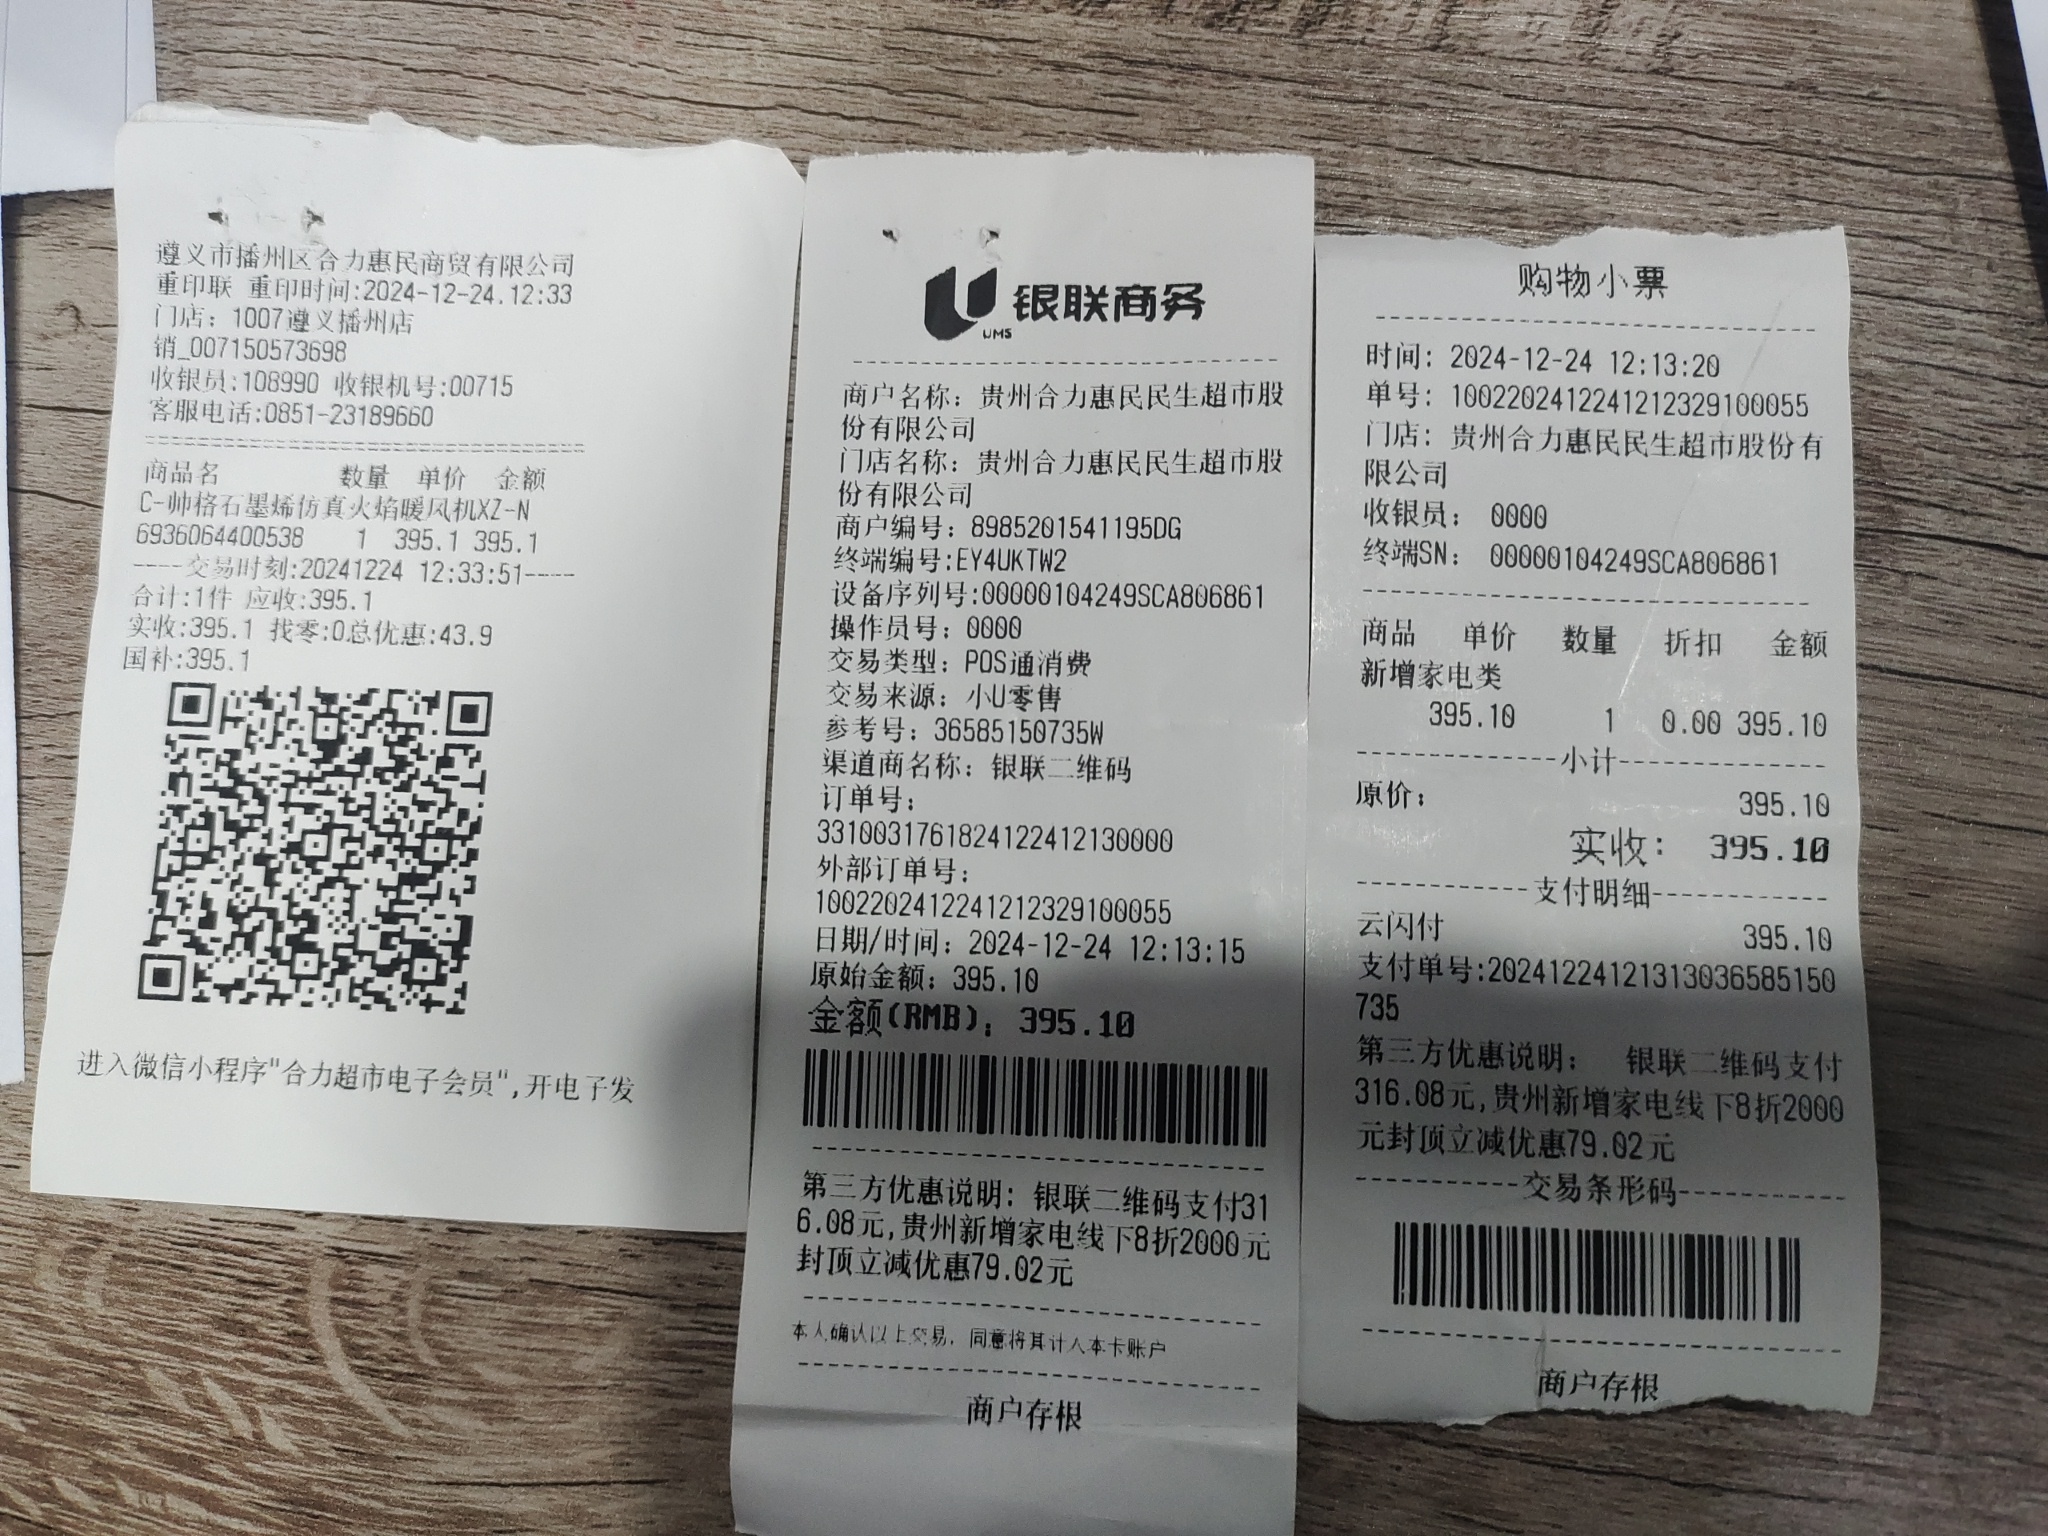 遵义市播州区合力惠民商贸有限公司
重印联 重印时间:2024-12-24.12:33
门店: 1007遵义播州店
销_007150573698
收银员:108990 收银机号:00715
客服电话:0851-23189660
商品名 数量 单价 金额
C-帅格石墨烯仿真火焰暖风机XZ-N
6936064400538 1 395.1 395.1
----交易时刻:20241224 12:33:51-----
合计:1件 应收:395.1
实收:395.1 找零:0总优惠:43.9
国补:395.1
进入微信小程序"合力超市电子会员",开电子发
银联商务
UMS
商户名称: 贵州合力惠民民生超市股
份有限公司
门店名称: 贵州合力惠民民生超市股
份有限公司
商户编号: 8985201541195DG
终端编号:EY4UKTW2
设备序列号:00000104249SCA806861
操作员号: 0000
交易类型: POS通消费
交易来源: 小U零售
参考号: 36585150735W
渠道商名称: 银联二维码
订单号:
3310031761824122412130000
外部订单号:
1002202412241212329100055
日期/时间: 2024-12-24 12:13:15
原始金额: 395.10
金额(RMB): 395.10
第三方优惠说明: 银联二维码支付31
6.08元,贵州新增家电线下8折2000元
封顶立减优惠79.02元
本人确认以上交易, 同意将其计入本卡账户
商户存根
购物小票
时间: 2024-12-24 12:13:20
单号: 1002202412241212329100055
门店: 贵州合力惠民民生超市股份有
限公司
收银员: 0000
终端SN: 00000104249SCA806861
商品 单价 数量 折扣 金额
新增家电类
395.10 1 0.00 395.10
------------小计------------
原价: 395.10
实收: 395.10
-----------支付明细-----------
云闪付 395.10
支付单号:20241224121313036585150
735
第三方优惠说明: 银联二维码支付
316.08元,贵州新增家电线下8折2000
元封顶立减优惠79.02元
----------交易条形码----------
商户存根